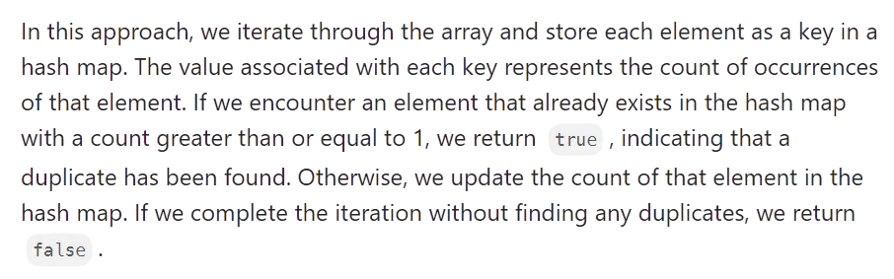 In this approach, we iterate through the array and store each element as a key in a
hash map. The value associated with each key represents the count of occurrences
of that element. If we encounter an element that already exists in the hash map
with a count greater than or equal to 1, we return true , indicating that a
duplicate has been found. Otherwise, we update the count of that element in the
hash map. If we complete the iteration without finding any duplicates, we return
false .